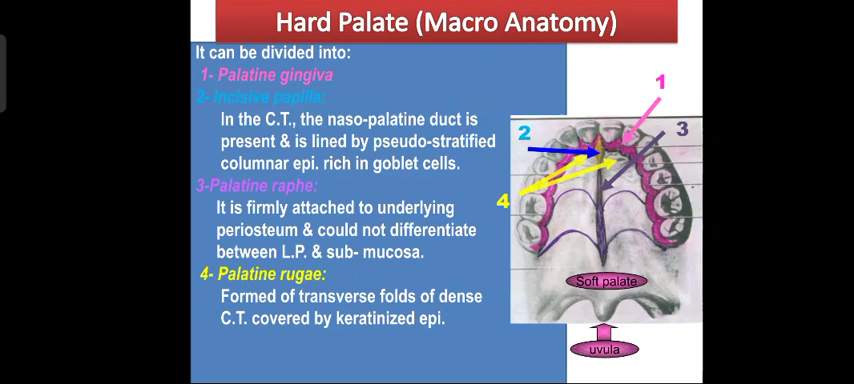 Hard Palate (Macro Anatomy)
It can be divided into:
1- Palatine gingiva
2- Incisive papilla:
In the C.T., the naso-palatine duct is
present & is lined by pseudo-stratified
columnar epi. rich in goblet cells.
3-Palatine raphe:
It is firmly attached to underlying
periosteum & could not differentiate
between L.P. & sub- mucosa.
4- Palatine rugae:
Formed of transverse folds of dense
C.T. covered by keratinized epi.
1
2
3
4
Soft palate
uvula